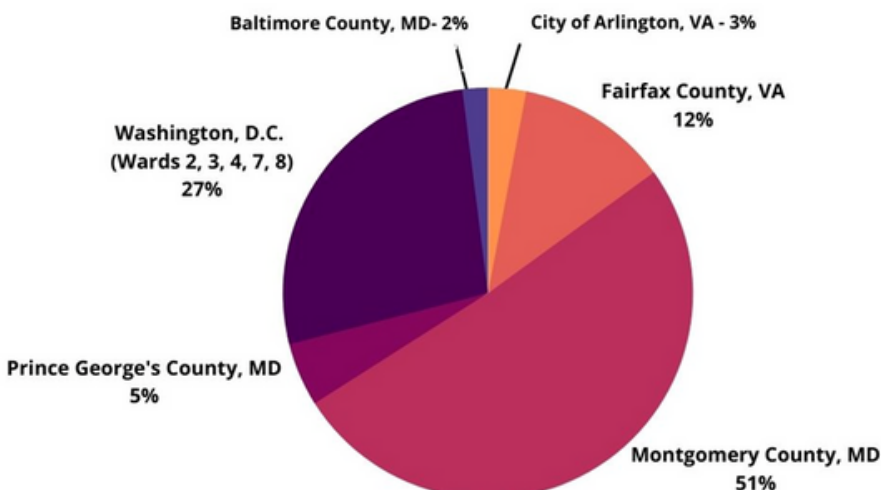 Baltimore County, MD- 2%
City of Arlington, VA - 3%
Fairfax County, VA
12%
Washington, D.C.
(Wards 2, 3, 4, 7, 8)
27%
Prince George's County, MD
5%
Montgomery County, MD
51%